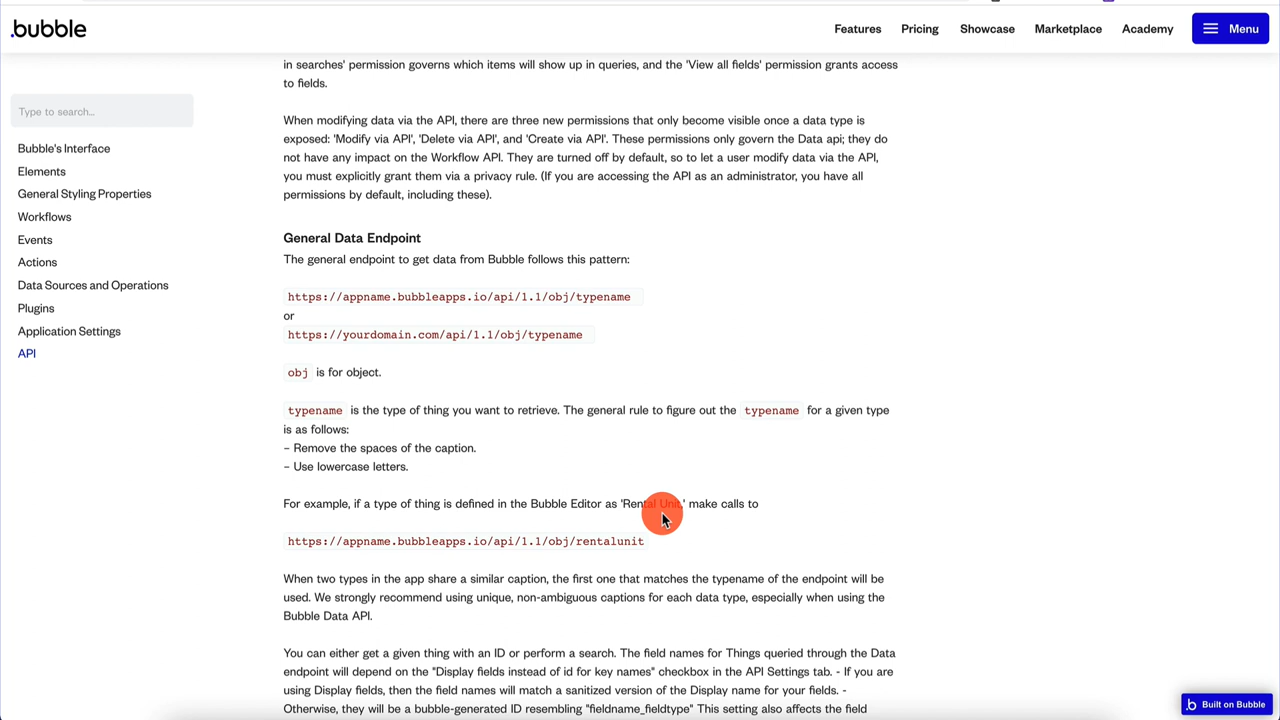 .bubble
Features
Pricing
Showcase
Marketplace
Academy
Menu
Type to search...
Bubble's Interface
Elements
General Styling Properties
Workflows
Events
Actions
Data Sources and Operations
Plugins
Application Settings
API
in searches' permission governs which items will show up in queries, and the 'View all fields' permission grants access
to fields.
When modifying data via the API, there are three new permissions that only become visible once a data type is
exposed: 'Modify via API', 'Delete via API', and 'Create via API'. These permissions only govern the Data api; they do
not have any impact on the Workflow API. They are turned off by default, so to let a user modify data via the API,
you must explicitly grant them via a privacy rule. (If you are accessing the API as an administrator, you have all
permissions by default, including these).
General Data Endpoint
The general endpoint to get data from Bubble follows this pattern:
https://appname.bubbleapps.io/api/1.1/obj/typename
or
https://yourdomain.com/api/1.1/obj/typename
obj is for object.
typename is the type of thing you want to retrieve. The general rule to figure out the typename for a given type
is as follows:
– Remove the spaces of the caption.
– Use lowercase letters.
For example, if a type of thing is defined in the Bubble Editor as 'Rental Unit,' make calls to
https://appname.bubbleapps.io/api/1.1/obj/rentalunit
When two types in the app share a similar caption, the first one that matches the typename of the endpoint will be
used. We strongly recommend using unique, non-ambiguous captions for each data type, especially when using the
Bubble Data API.
You can either get a given thing with an ID or perform a search. The field names for Things queried through the Data
endpoint will depend on the "Display fields instead of id for key names" checkbox in the API Settings tab. - If you are
using Display fields, then the field names will match a sanitized version of the Display name for your fields. -
Otherwise, they will be a bubble-generated ID resembling "fieldname_fieldtype" This setting also affects the field
b Built on Bubble